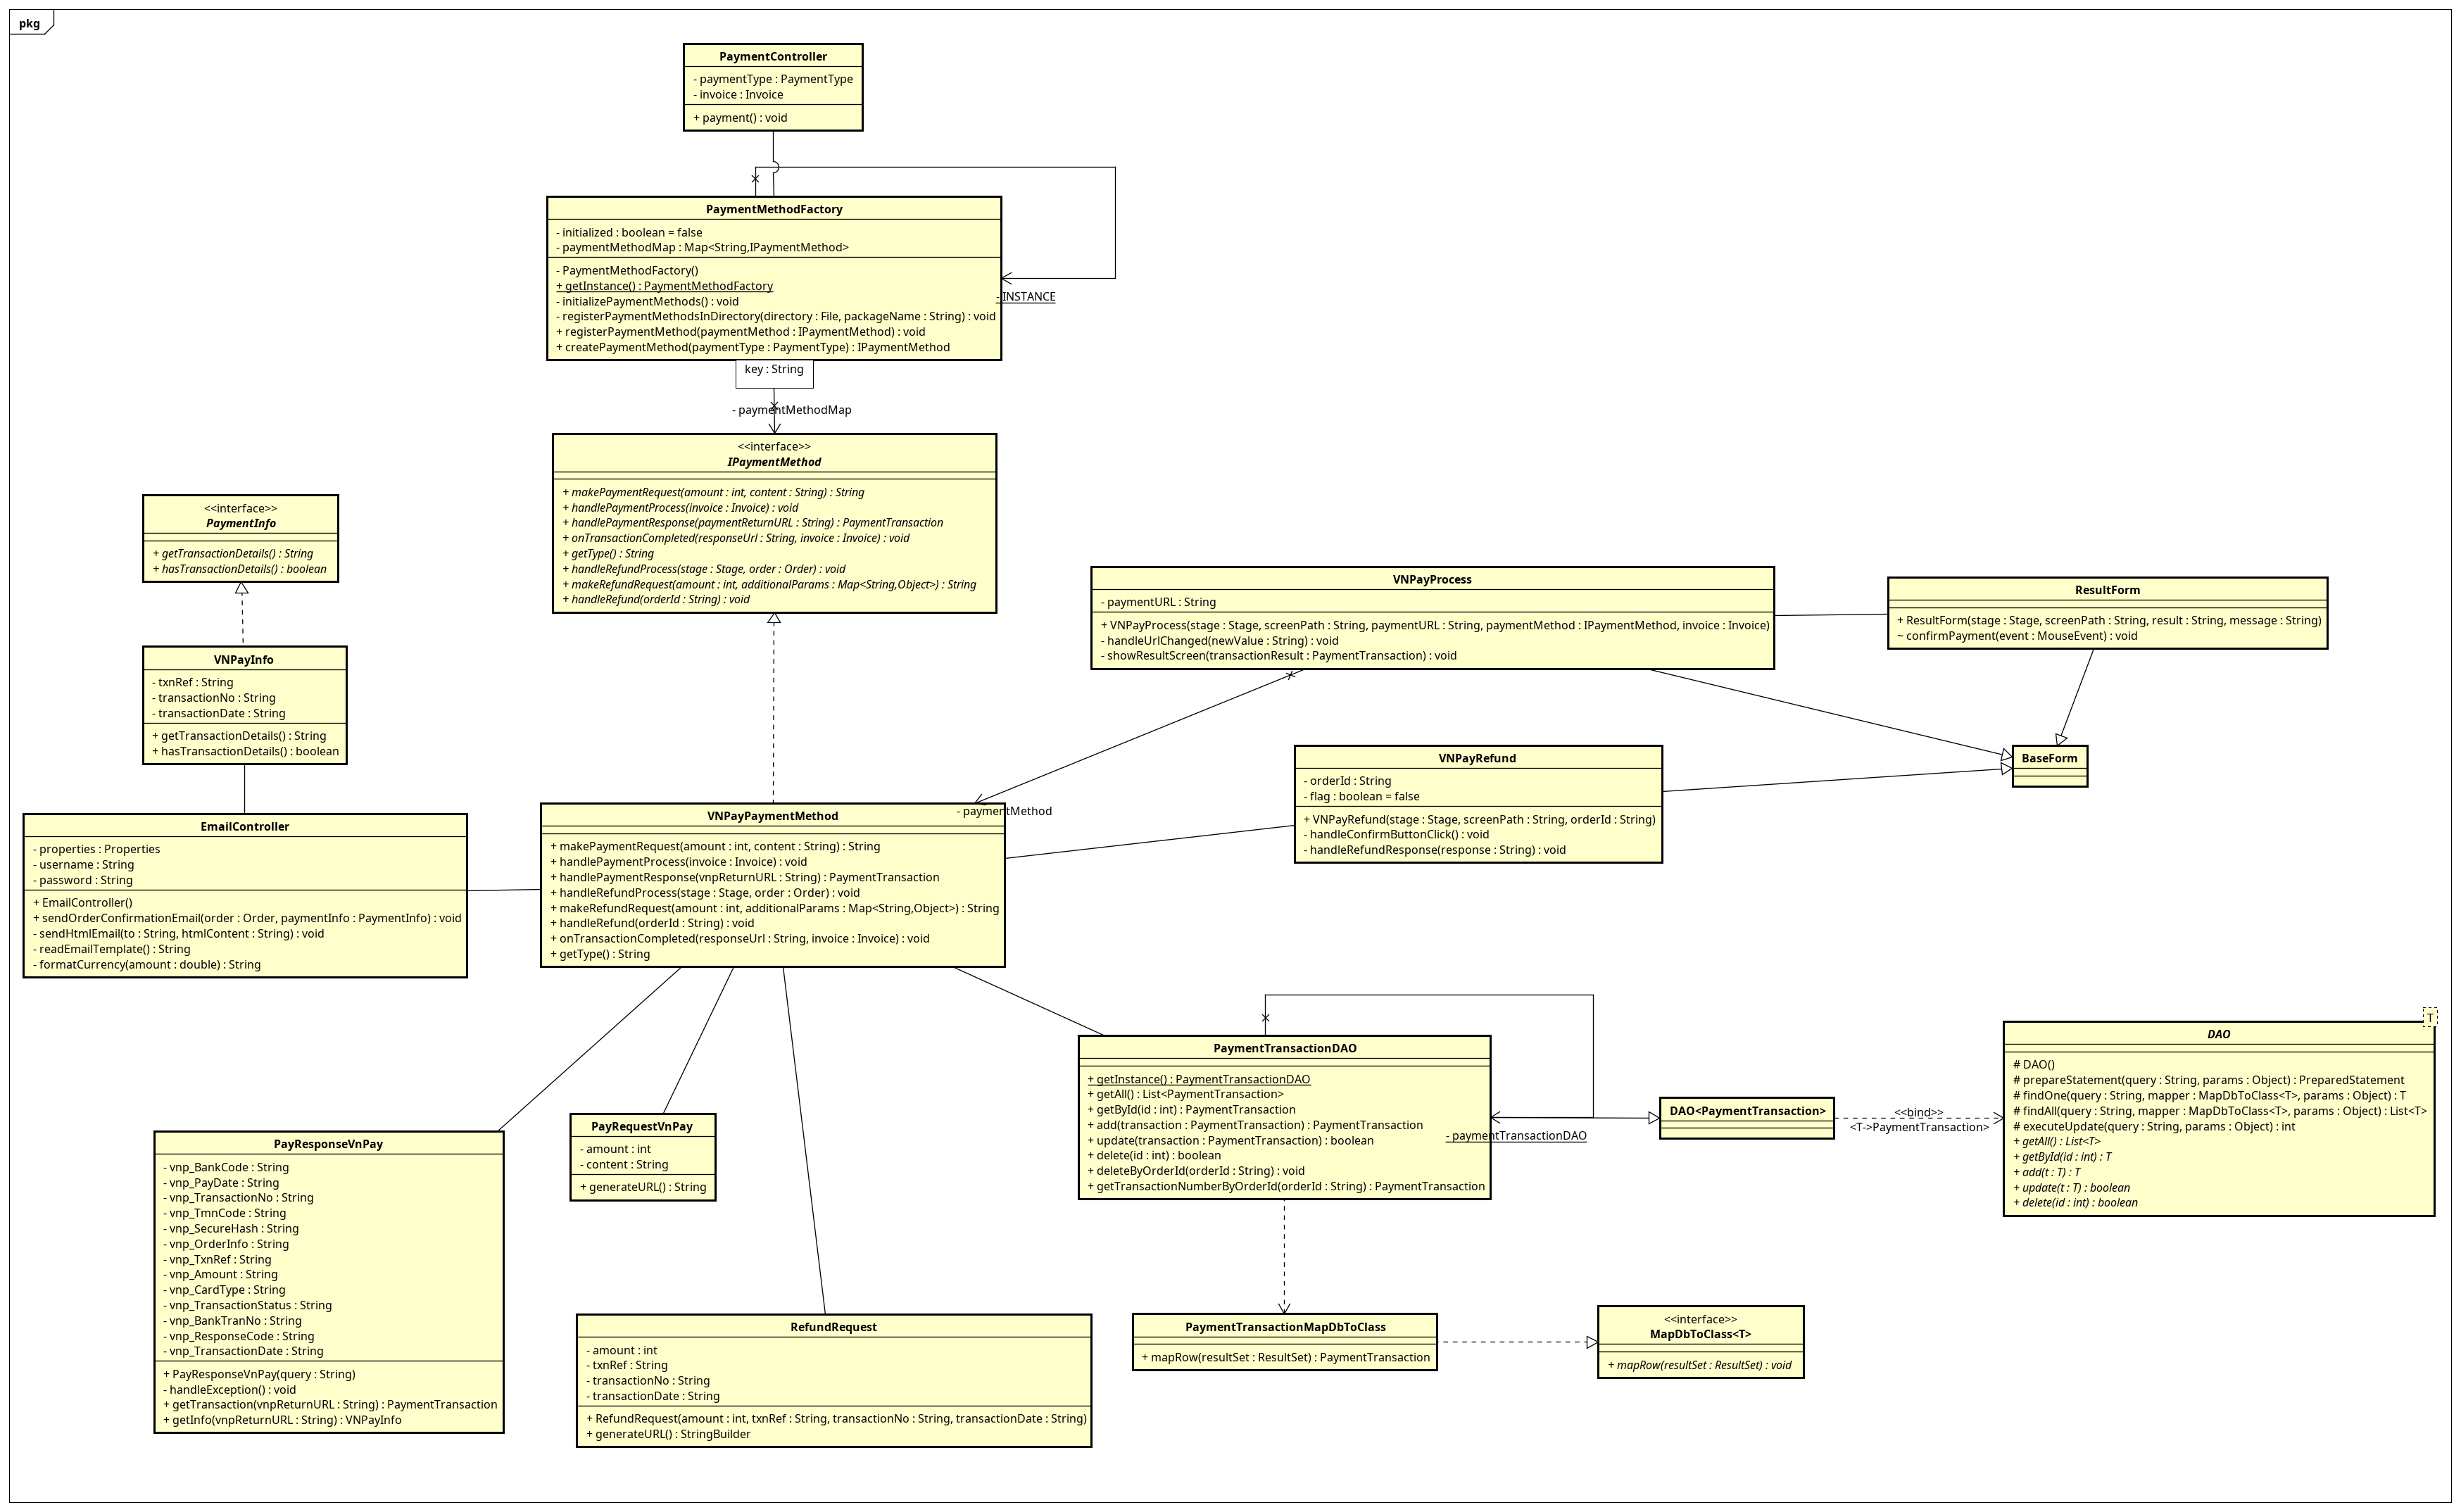 pkg
PaymentController
- paymentType : PaymentType
- invoice : Invoice
+ payment() : void
PaymentMethodFactory
- initialized : boolean = false
- paymentMethodMap : Map<String,IPaymentMethod>
- PaymentMethodFactory()
+ getInstance() : PaymentMethodFactory
- initializePaymentMethods() : void
- registerPaymentMethodsInDirectory(directory : File, packageName : String) : void
+ registerPaymentMethod(paymentMethod : IPaymentMethod) : void
+ createPaymentMethod(paymentType : PaymentType) : IPaymentMethod
- INSTANCE
key : String
- paymentMethodMap
<<interface>>
IPaymentMethod
+ makePaymentRequest(amount : int, content : String) : String
+ handlePaymentProcess(invoice : Invoice) : void
+ handlePaymentResponse(paymentReturnURL : String) : PaymentTransaction
+ onTransactionCompleted(responseUrl : String, invoice : Invoice) : void
+ getType() : String
+ handleRefundProcess(stage : Stage, order : Order) : void
+ makeRefundRequest(amount : int, additionalParams : Map<String,Object>) : String
+ handleRefund(orderId : String) : void
<<interface>>
PaymentInfo
+ getTransactionDetails() : String
+ hasTransactionDetails() : boolean
VNPayProcess
- paymentURL : String
+ VNPayProcess(stage : Stage, screenPath : String, paymentURL : String, paymentMethod : IPaymentMethod, invoice : Invoice)
- handleUrlChanged(newValue : String) : void
- showResultScreen(transactionResult : PaymentTransaction) : void
ResultForm
+ ResultForm(stage : Stage, screenPath : String, result : String, message : String)
~ confirmPayment(event : MouseEvent) : void
VNPayInfo
- txnRef : String
- transactionNo : String
- transactionDate : String
+ getTransactionDetails() : String
+ hasTransactionDetails() : boolean
VNPayRefund
- orderId : String
- flag : boolean = false
+ VNPayRefund(stage : Stage, screenPath : String, orderId : String)
- handleConfirmButtonClick() : void
- handleRefundResponse(response : String) : void
BaseForm
EmailController
- properties : Properties
- username : String
- password : String
+ EmailController()
+ sendOrderConfirmationEmail(order : Order, paymentInfo : PaymentInfo) : void
- sendHtmlEmail(to : String, htmlContent : String) : void
- readEmailTemplate() : String
- formatCurrency(amount : double) : String
VNPayPaymentMethod
- paymentMethod
+ makePaymentRequest(amount : int, content : String) : String
+ handlePaymentProcess(invoice : Invoice) : void
+ handlePaymentResponse(vnpReturnURL : String) : PaymentTransaction
+ handleRefundProcess(stage : Stage, order : Order) : void
+ makeRefundRequest(amount : int, additionalParams : Map<String,Object>) : String
+ handleRefund(orderId : String) : void
+ onTransactionCompleted(responseUrl : String, invoice : Invoice) : void
+ getType() : String
PaymentTransactionDAO
+ getInstance() : PaymentTransactionDAO
+ getAll() : List<PaymentTransaction>
+ getById(id : int) : PaymentTransaction
+ add(transaction : PaymentTransaction) : PaymentTransaction
+ update(transaction : PaymentTransaction) : boolean
+ delete(id : int) : boolean
+ deleteByOrderId(orderId : String) : void
+ getTransactionNumberByOrderId(orderId : String) : PaymentTransaction
- paymentTransactionDAO
DAO<PaymentTransaction>
<<bind>>
<T->PaymentTransaction>
T
DAO
# DAO()
# prepareStatement(query : String, params : Object) : PreparedStatement
# findOne(query : String, mapper : MapDbToClass<T>, params : Object) : T
# findAll(query : String, mapper : MapDbToClass<T>, params : Object) : List<T>
# executeUpdate(query : String, params : Object) : int
+ getAll() : List<T>
+ getById(id : int) : T
+ add(t : T) : T
+ update(t : T) : boolean
+ delete(id : int) : boolean
PayResponseVnPay
- vnp_BankCode : String
- vnp_PayDate : String
- vnp_TransactionNo : String
- vnp_TmnCode : String
- vnp_SecureHash : String
- vnp_OrderInfo : String
- vnp_TxnRef : String
- vnp_Amount : String
- vnp_CardType : String
- vnp_TransactionStatus : String
- vnp_BankTranNo : String
- vnp_ResponseCode : String
- vnp_TransactionDate : String
+ PayResponseVnPay(query : String)
- handleException() : void
+ getTransaction(vnpReturnURL : String) : PaymentTransaction
+ getInfo(vnpReturnURL : String) : VNPayInfo
PayRequestVnPay
- amount : int
- content : String
+ generateURL() : String
RefundRequest
- amount : int
- txnRef : String
- transactionNo : String
- transactionDate : String
+ RefundRequest(amount : int, txnRef : String, transactionNo : String, transactionDate : String)
+ generateURL() : StringBuilder
PaymentTransactionMapDbToClass
+ mapRow(resultSet : ResultSet) : PaymentTransaction
<<interface>>
MapDbToClass<T>
+ mapRow(resultSet : ResultSet) : void